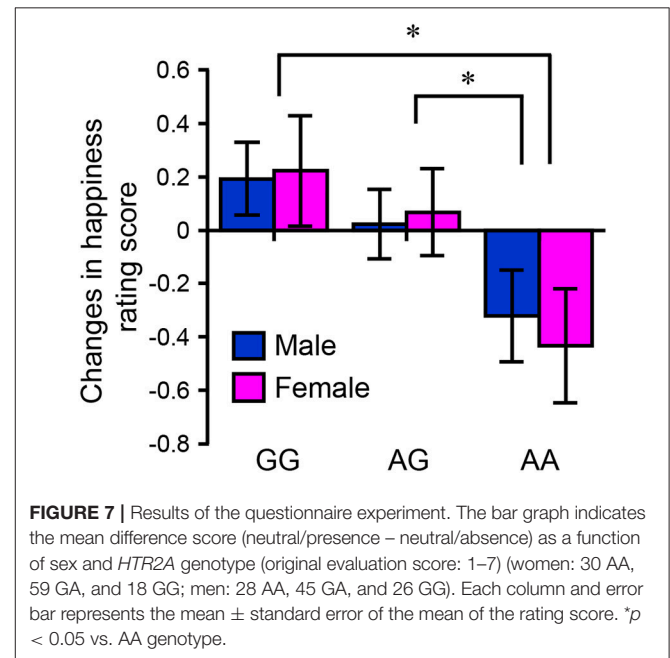 *
*
0.6
0.4
0.2
0
-0.2
-0.4
-0.6
-0.8
Changes in happiness
rating score
Male
Female
GG AG AA
FIGURE 7 | Results of the questionnaire experiment. The bar graph indicates
the mean difference score (neutral/presence – neutral/absence) as a function
of sex and HTR2A genotype (original evaluation score: 1–7) (women: 30 AA,
59 GA, and 18 GG; men: 28 AA, 45 GA, and 26 GG). Each column and error
bar represents the mean ± standard error of the mean of the rating score. *p
< 0.05 vs. AA genotype.